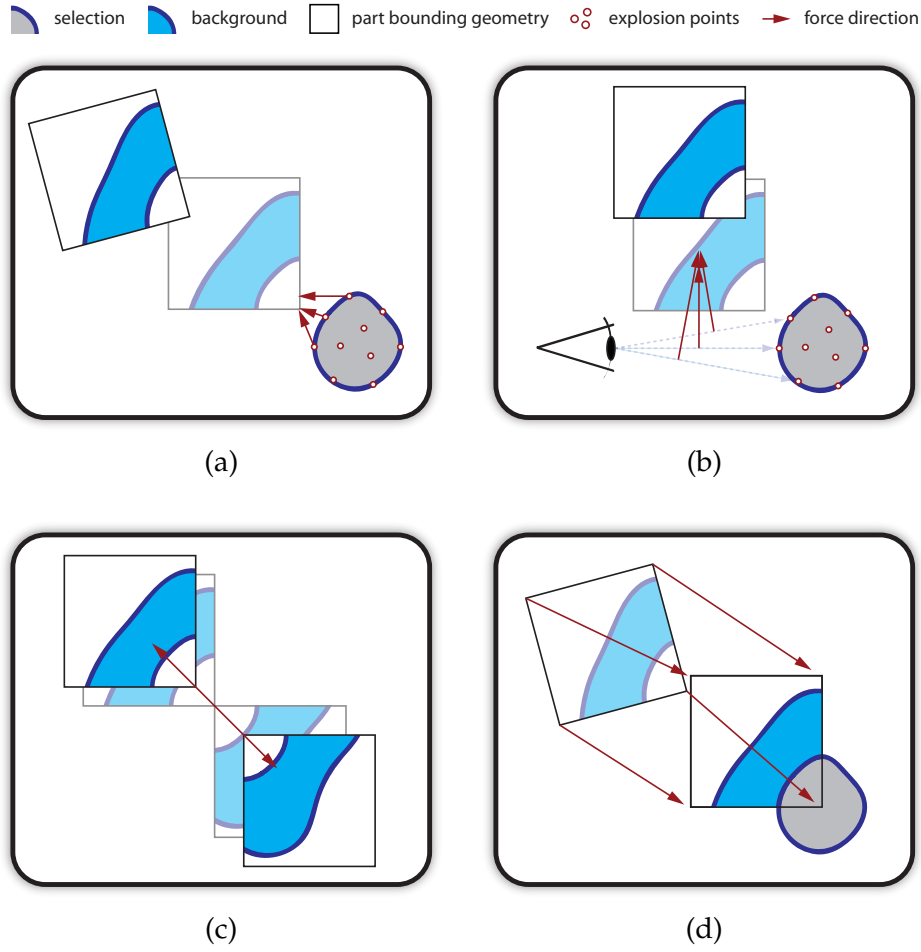 selection background part bounding geometry explosion points force direction
(a) (b)
(c) (d)